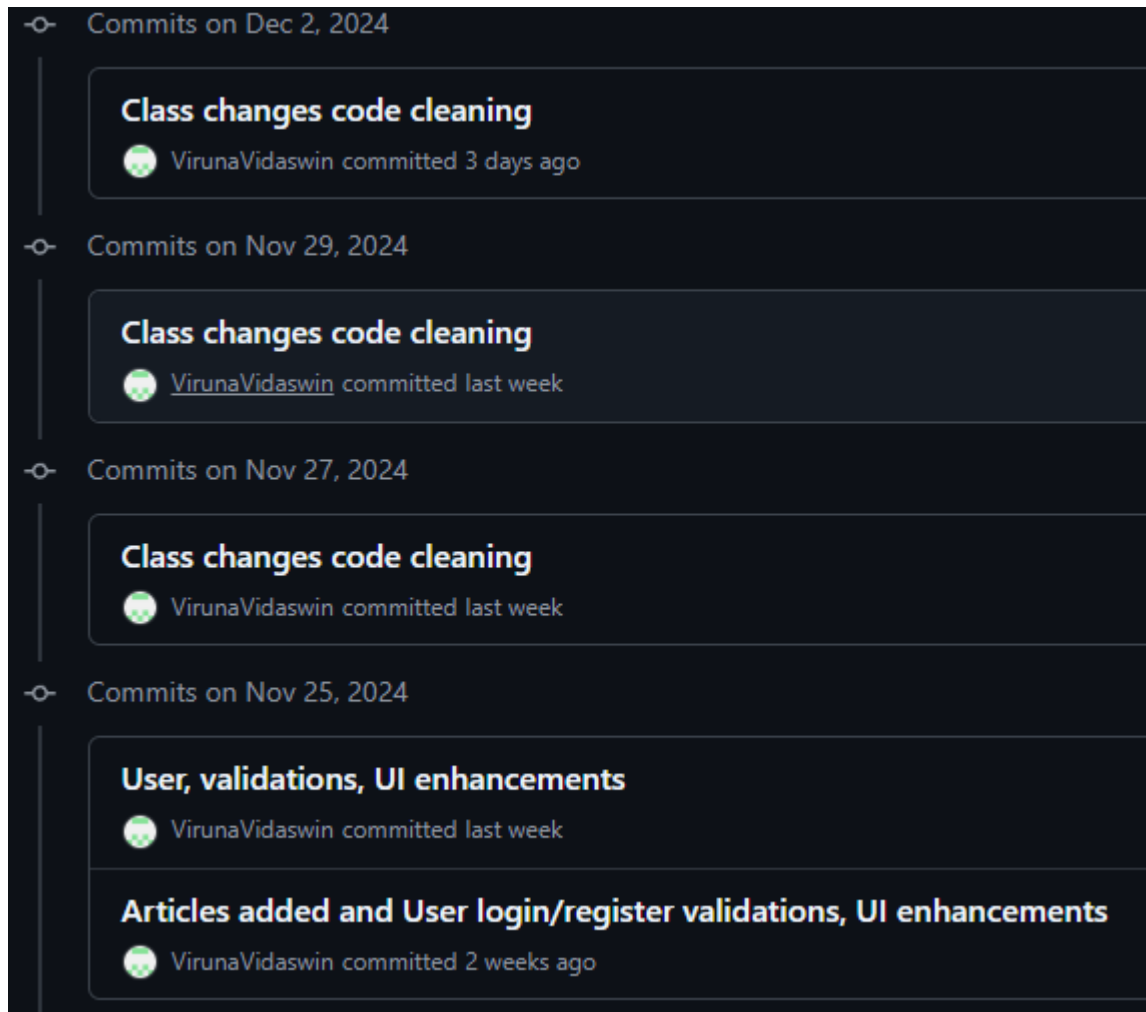 Commits on Dec 2, 2024
Class changes code cleaning
VirunaVidaswin committed 3 days ago
Commits on Nov 29, 2024
Class changes code cleaning
VirunaVidaswin committed last week
Commits on Nov 27, 2024
Class changes code cleaning
VirunaVidaswin committed last week
Commits on Nov 25, 2024
User, validations, UI enhancements
VirunaVidaswin committed last week
Articles added and User login/register validations, UI enhancements
VirunaVidaswin committed 2 weeks ago